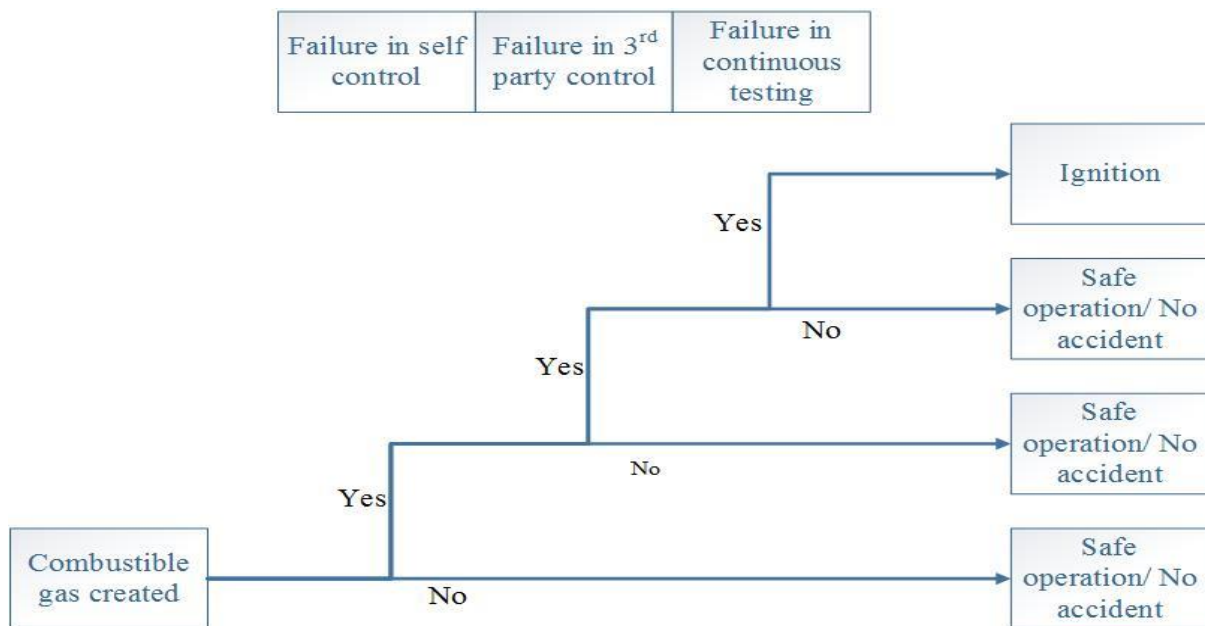 Failure in self
control
Failure in 3rd
party control
Failure in
continuous
testing
Ignition
Yes
Safe
operation/ No
accident
No
Yes
Safe
operation/ No
accident
No
Yes
Combustible
gas created
No
Safe
operation/ No
accident